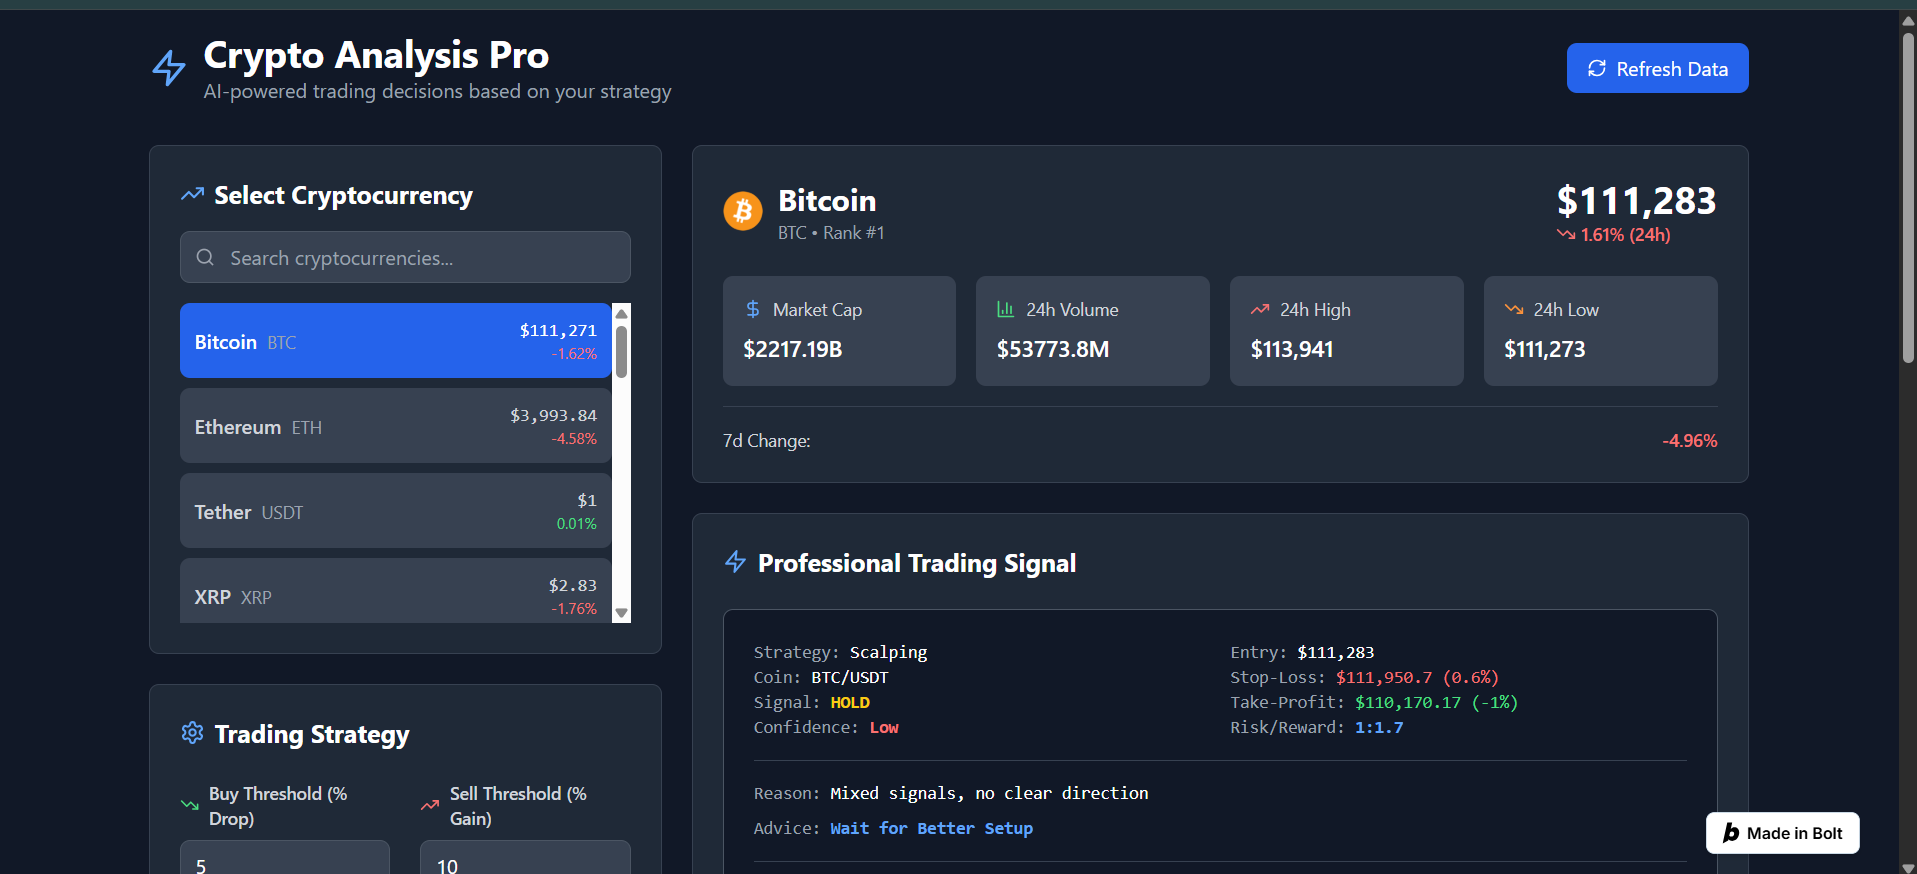 Crypto Analysis Pro
AI-powered trading decisions based on your strategy
Refresh Data
Select Cryptocurrency
Search cryptocurrencies...
Bitcoin BTC
$111,271
-1.62%
Ethereum ETH
$3,993.84
-4.58%
Tether USDT
$1
0.01%
XRP XRP
$2.83
-1.76%
Trading Strategy
Buy Threshold (%
Drop)
5
Sell Threshold (%
Gain)
10
Bitcoin
BTC • Rank #1
$111,283
1.61% (24h)
Market Cap
$2217.19B
24h Volume
$53773.8M
24h High
$113,941
24h Low
$111,273
7d Change:
-4.96%
Professional Trading Signal
Strategy: Scalping
Coin: BTC/USDT
Signal: HOLD
Confidence: Low
Entry: $111,283
Stop-Loss: $111,950.7 (0.6%)
Take-Profit: $110,170.17 (-1%)
Risk/Reward: 1:1.7
Reason: Mixed signals, no clear direction
Advice: Wait for Better Setup
b Made in Bolt